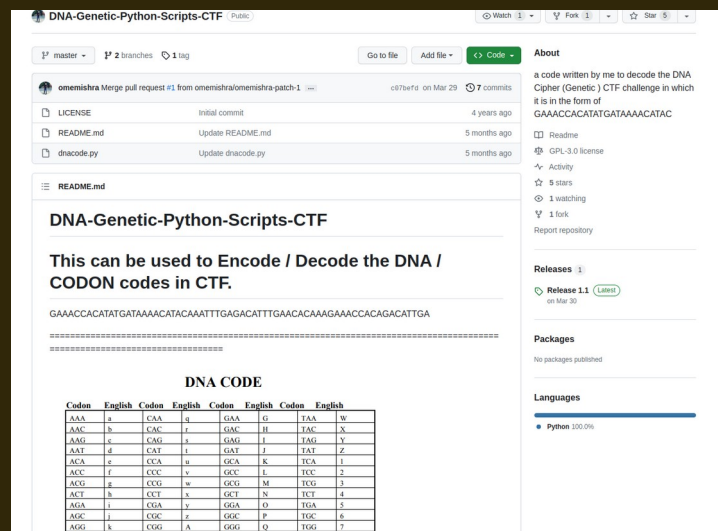 DNA-Genetic-Python-Scripts-CTF Public
Watch 1 Fork 1 Star 5
master 2 branches 1 tag Go to file Add file Code
omemishra Merge pull request #1 from omemishra/omemishra-patch-1 ... c87befd on Mar 29 7 commits
LICENSE Initial commit 4 years ago
README.md Update README.md 5 months ago
dnacode.py Update dnacode.py 5 months ago
README.md
DNA-Genetic-Python-Scripts-CTF
This can be used to Encode / Decode the DNA /
CODON codes in CTF.
GAAACCACATATGATAAAACATACAAATTTGAGACATTTGAACACAAAGAAACCACAGACATTGA
=======================================================================================
==================================
DNA CODE
Codon English Codon English Codon English Codon English
AAA a CAA q GAA G TAA W
AAC b CAC r GAC H TAC X
AAG c CAG s GAG I TAG Y
AAT d CAT t GAT J TAT Z
ACA e CCA u GCA K TCA 1
ACC f CCC v GCC L TCC 2
ACG g CCG w GCG M TCG 3
ACT h CCT x GCT N TCT 4
AGA i CGA y GGA O TGA 5
AGC j CGC z GGC P TGC 6
AGG k CGG A GGG Q TGG 7
About
a code written by me to decode the DNA
Cipher (Genetic ) CTF challenge in which
it is in the form of
GAAACCACATATGATAAAACATAC
Readme
GPL-3.0 license
Activity
5 stars
1 watching
1 fork
Report repository
Releases 1
Release 1.1 Latest
on Mar 30
Packages
No packages published
Languages
Python 100.0%